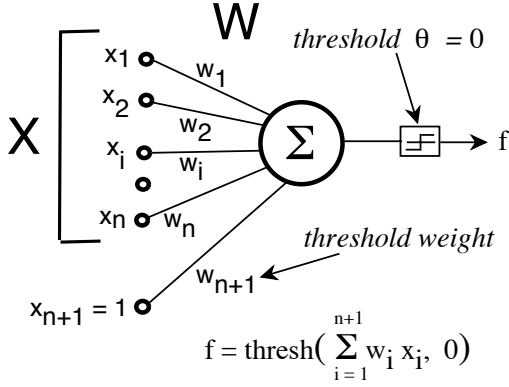 W
threshold θ = 0
X
x1
w1
x2
w2
xi
wi
xn
wn
Σ
f
threshold weight
wn+1
xn+1 = 1
f = thresh( n+1 Σ i = 1 wi xi, 0)